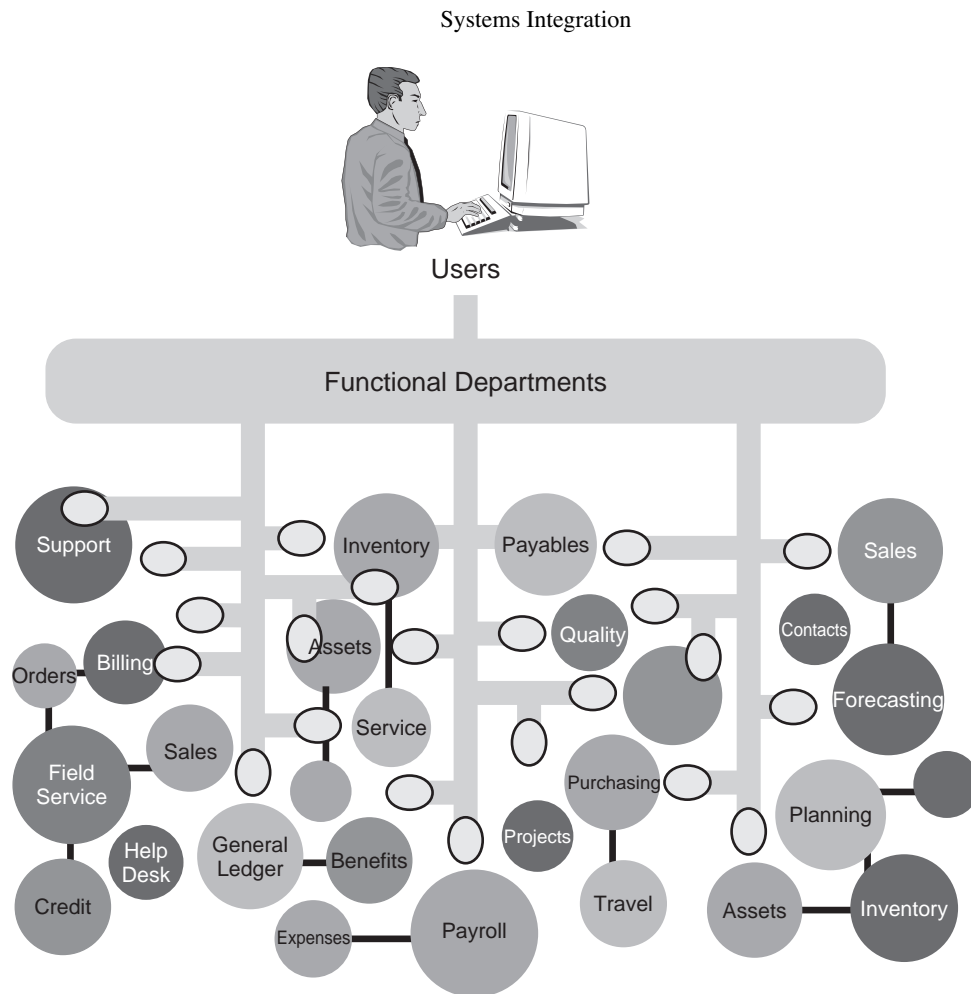 Systems Integration
Users
Functional Departments
Support
Inventory
Payables
Sales
Contacts
Quality
Assets
Billing
Orders
Forecasting
Service
Sales
Field
Service
Purchasing
Planning
Projects
General
Ledger
Benefits
Help
Desk
Travel
Assets
Inventory
Credit
Expenses
Payroll